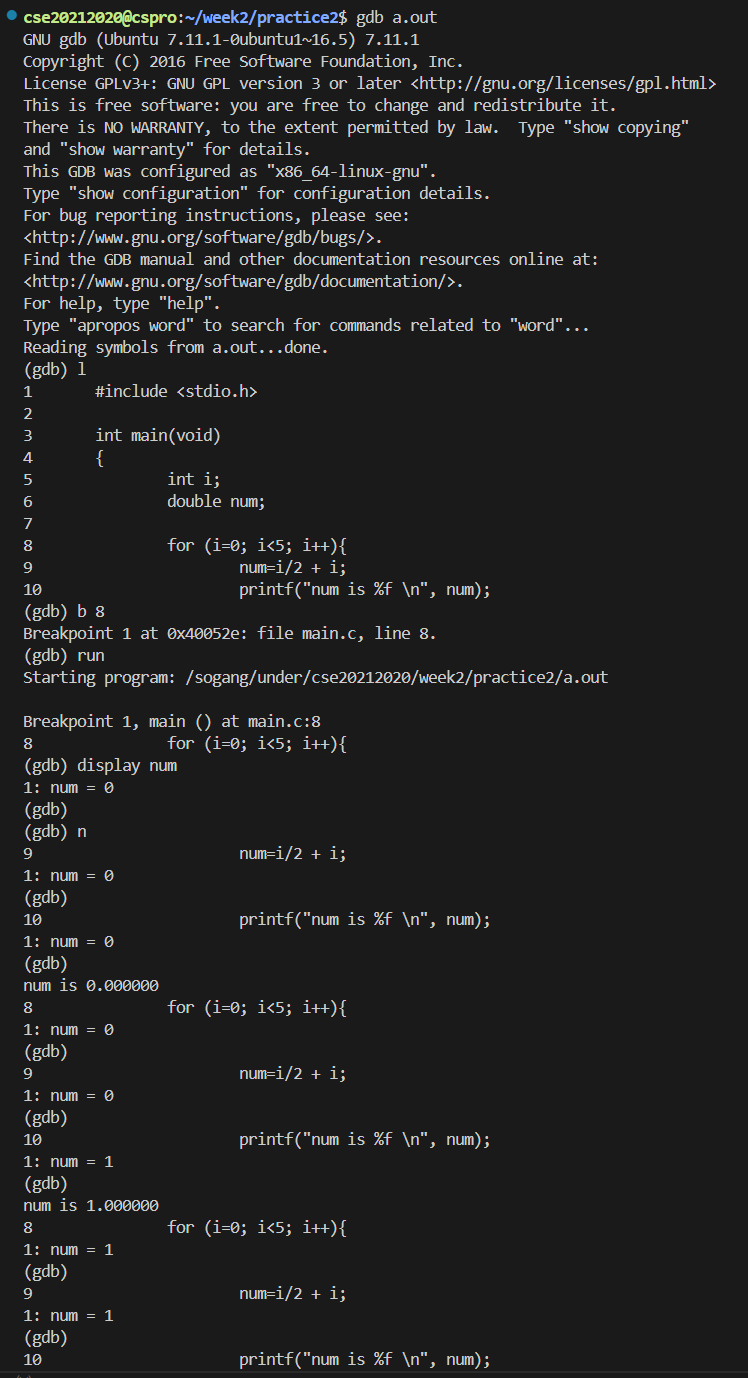 cse20212020@cspro:~/week2/practice2$ gdb a.out
GNU gdb (Ubuntu 7.11.1-0ubuntu1~16.5) 7.11.1
Copyright (C) 2016 Free Software Foundation, Inc.
License GPLv3+: GNU GPL version 3 or later <http://gnu.org/licenses/gpl.html>
This is free software: you are free to change and redistribute it.
There is NO WARRANTY, to the extent permitted by law.  Type "show copying"
and "show warranty" for details.
This GDB was configured as "x86_64-linux-gnu".
Type "show configuration" for configuration details.
For bug reporting instructions, please see:
<http://www.gnu.org/software/gdb/bugs/>.
Find the GDB manual and other documentation resources online at:
<http://www.gnu.org/software/gdb/documentation/>.
For help, type "help".
Type "apropos word" to search for commands related to "word"...
Reading symbols from a.out...done.
(gdb) l
1       #include <stdio.h>
2
3       int main(void)
4       {
5               int i;
6               double num;
7
8               for (i=0; i<5; i++){
9                       num=i/2 + i;
10                      printf("num is %f \n", num);
(gdb) b 8
Breakpoint 1 at 0x40052e: file main.c, line 8.
(gdb) run
Starting program: /sogang/under/cse20212020/week2/practice2/a.out

Breakpoint 1, main () at main.c:8
8               for (i=0; i<5; i++){
(gdb) display num
1: num = 0
(gdb)
(gdb) n
9                       num=i/2 + i;
1: num = 0
(gdb)
10                      printf("num is %f \n", num);
1: num = 0
(gdb)
num is 0.000000
8               for (i=0; i<5; i++){
1: num = 0
(gdb)
9                       num=i/2 + i;
1: num = 0
(gdb)
10                      printf("num is %f \n", num);
1: num = 1
(gdb)
num is 1.000000
8               for (i=0; i<5; i++){
1: num = 1
(gdb)
9                       num=i/2 + i;
1: num = 1
(gdb)
10                      printf("num is %f \n", num);